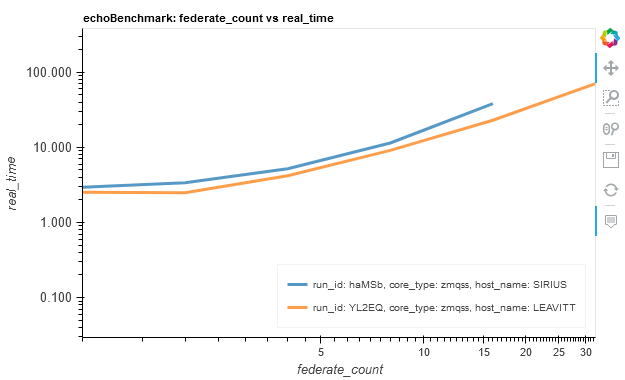 echoBenchmark: federate_count vs real_time
100.000
10.000
1.000
0.100
real_time
run_id: haMSb, core_type: zmqss, host_name: SIRIUS
run_id: YL2EQ, core_type: zmqss, host_name: LEAVITT
5 10 15 20 25 30
federate_count